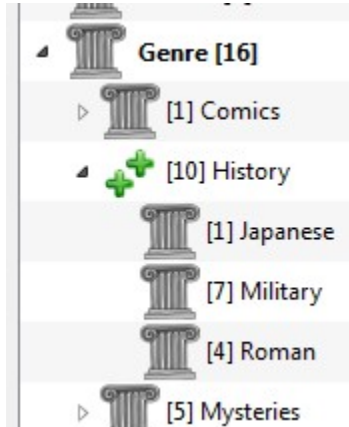 Genre [16]
[1] Comics
[10] History
[1] Japanese
[7] Military
[4] Roman
[5] Mysteries